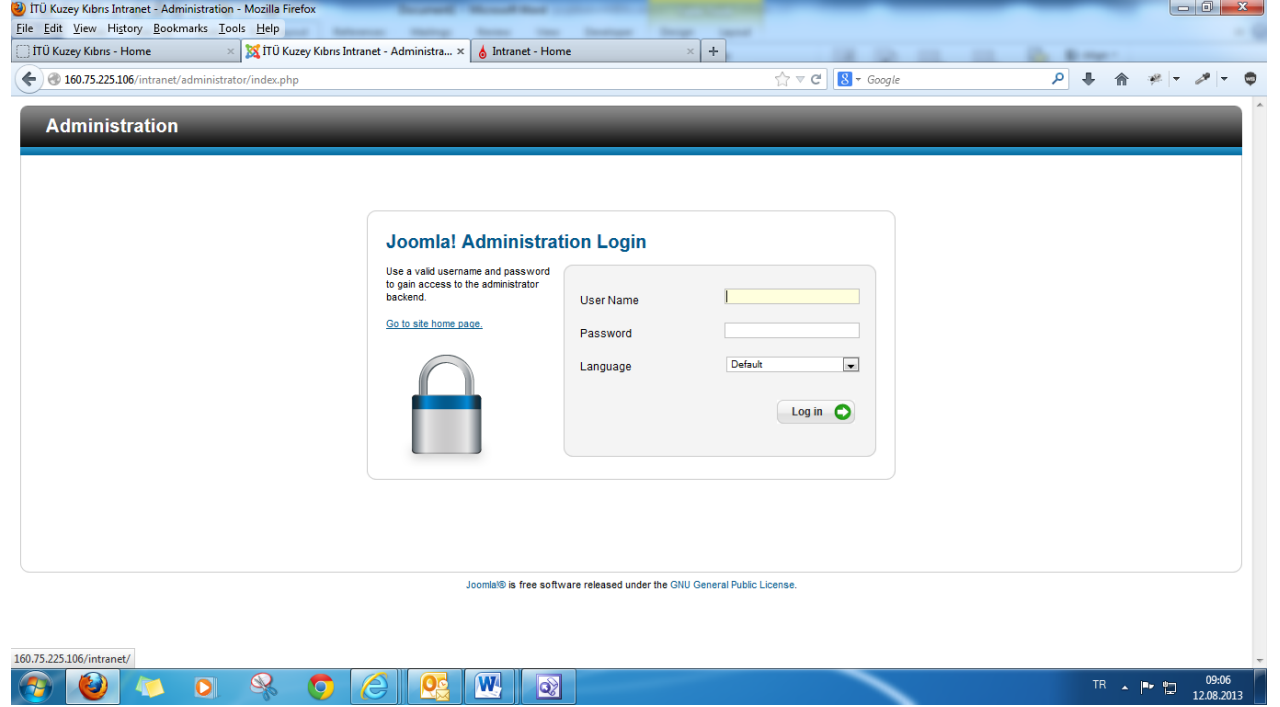 İTÜ Kuzey Kıbrıs Intranet - Administration - Mozilla Firefox
File Edit View History Bookmarks Tools Help
İTÜ Kuzey Kıbrıs - Home × İTÜ Kuzey Kıbrıs Intranet - Administra... × Intranet - Home × +
160.75.225.106/intranet/administrator/index.php Google
Administration
Joomla! Administration Login
Use a valid username and password
to gain access to the administrator
backend.
Go to site home page.
User Name
Password
Language Default
Log in
Joomla!® is free software released under the GNU General Public License.
160.75.225.106/intranet/
TR 09:06
12.08.2013